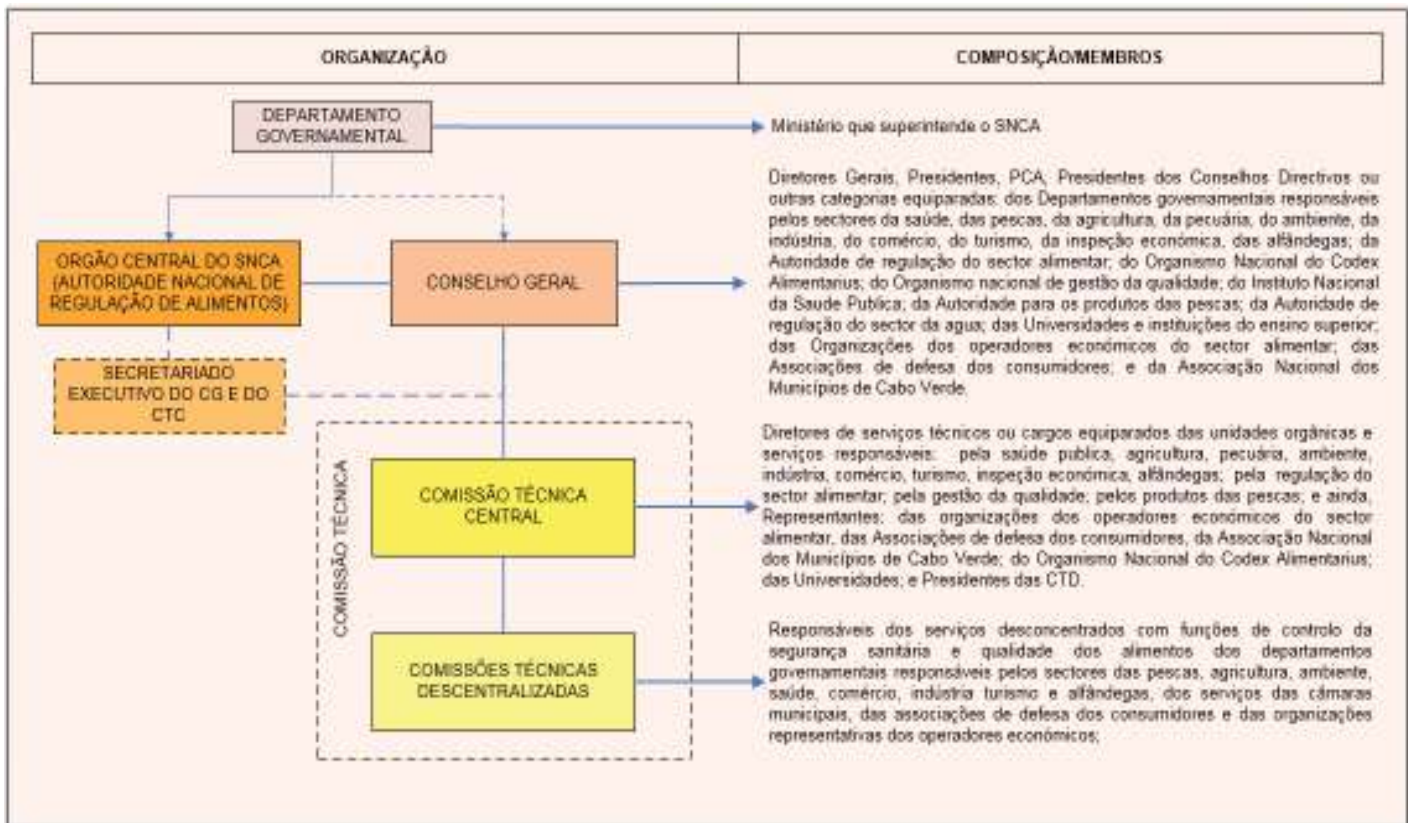 ORGANIZAÇÃO
COMPOSIÇÃO/MEMBROS
DEPARTAMENTO
GOVERNAMENTAL
Ministério que superintende o SNCA
ORGÃO CENTRAL DO SNCA
(AUTORIDADE NACIONAL DE
REGULAÇÃO DE ALIMENTOS)
CONSELHO GERAL
Diretores Gerais, Presidentes, PCA, Presidentes dos Conselhos Directivos ou
outras categorias equiparadas; dos Departamentos governamentais responsáveis
pelos sectores da saúde, das pescas, da agricultura, da pecuária, do ambiente, da
indústria, do comércio, do turismo, da inspeção económica, das alfândegas; da
Autoridade de regulação do sector alimentar; do Organismo Nacional do Codex
Alimentarius; do Organismo nacional de gestão da qualidade; do Instituto Nacional
da Saude Publica; da Autoridade para os produtos das pescas; da Autoridade de
regulação do sector da agua; das Universidades e instituições do ensino superior;
das Organizações dos operadores económicos do sector alimentar; das
Associações de defesa dos consumidores; e da Associação Nacional dos
Municípios de Cabo Verde.
SECRETARIADO
EXECUTIVO DO CG E DO
CTC
COMISSÃO TÉCNICA
COMISSÃO TÉCNICA
CENTRAL
Diretores de serviços técnicos ou cargos equiparados das unidades orgânicas e
serviços responsáveis: pela saúde publica, agricultura, pecuária, ambiente,
indústria, comércio, turismo, inspeção económica, alfândegas; pela regulação do
sector alimentar; pela gestão da qualidade; pelos produtos das pescas; e ainda,
Representantes: das organizações dos operadores económicos do sector
alimentar, das Associações de defesa dos consumidores, da Associação Nacional
dos Municípios de Cabo Verde; do Organismo Nacional do Codex Alimentarius;
das Universidades; e Presidentes das CTD.
COMISSÕES TÉCNICAS
DESCENTRALIZADAS
Responsáveis dos serviços desconcentrados com funções de controlo da
segurança sanitária e qualidade dos alimentos dos departamentos
governamentais responsáveis pelos sectores das pescas, agricultura, ambiente,
saúde, comércio, indústria turismo e alfândegas, dos serviços das câmaras
municipais, das associações de defesa dos consumidores e das organizações
representativas dos operadores económicos;